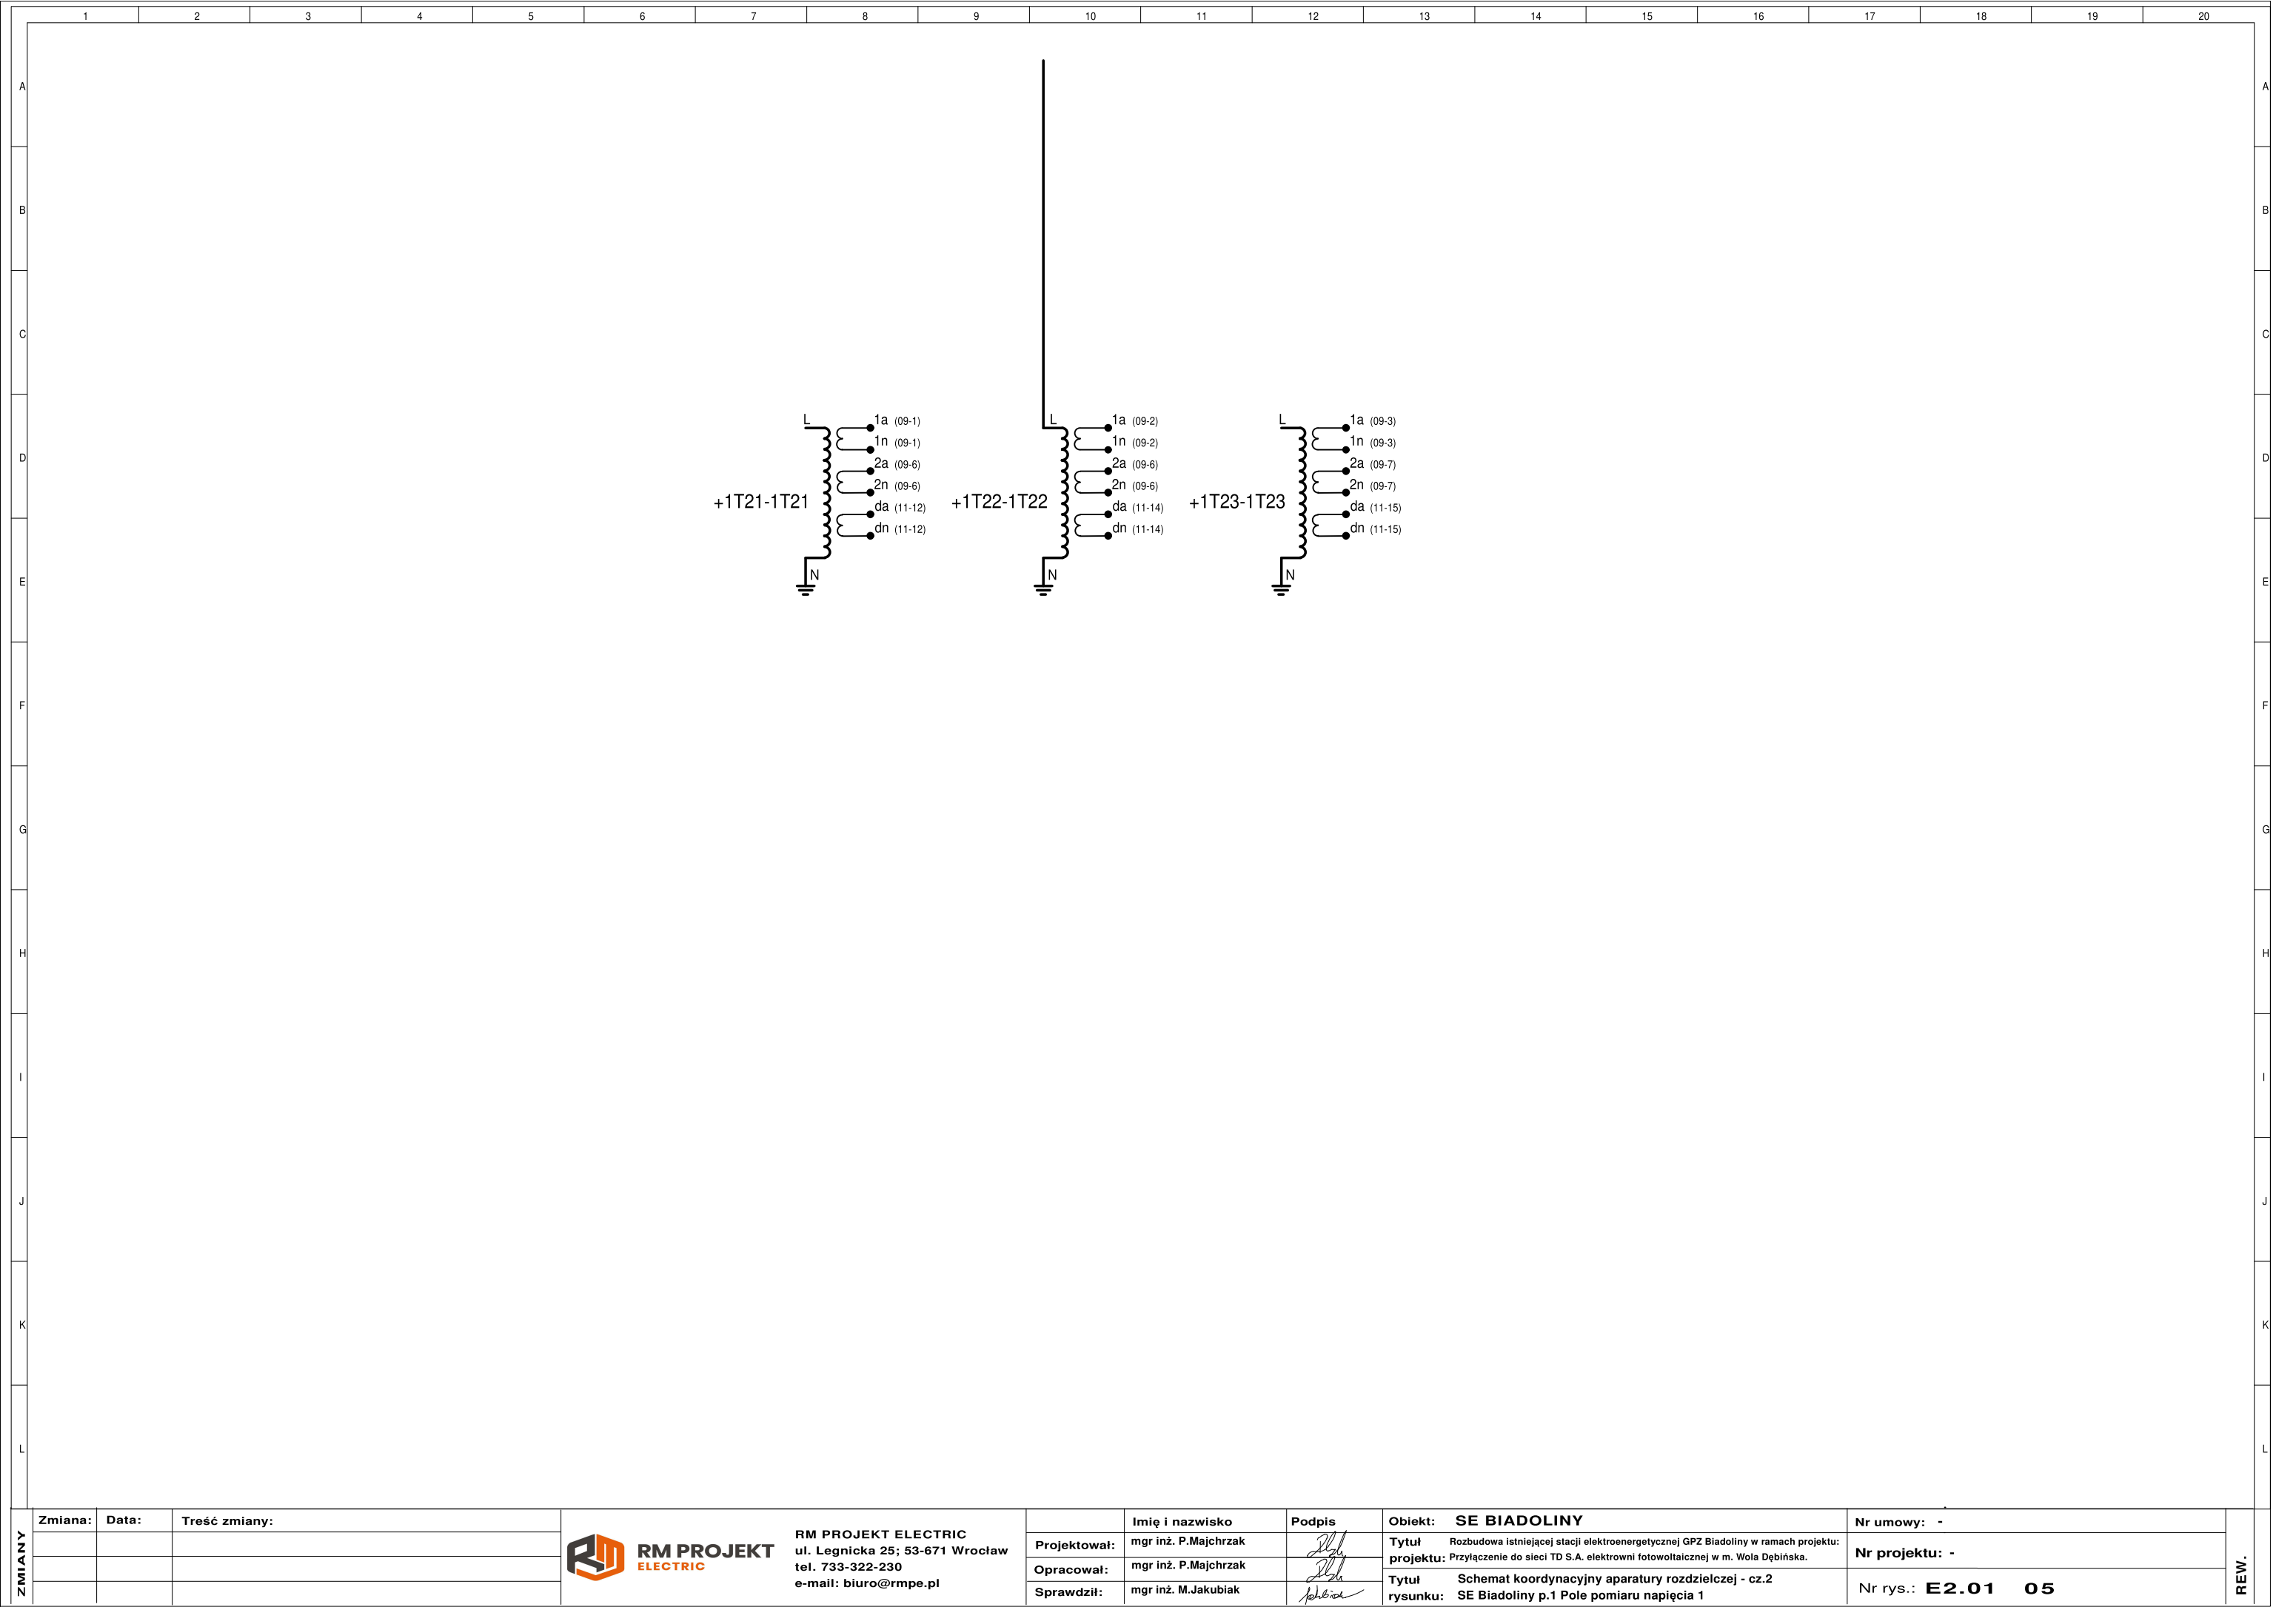 1 2 3 4 5 6 7 8 9 10 11 12 13 14 15 16 17 18 19 20
A A
B B
C C
L L L
1a (09-1) 1a (09-2) 1a (09-3)
1n (09-1) 1n (09-2) 1n (09-3)
D D
2a (09-6) 2a (09-6) 2a (09-7)
2n (09-6) 2n (09-6) 2n (09-7)
+1T21-1T21 +1T22-1T22 +1T23-1T23
da (11-12) da (11-14) da (11-15)
dn (11-12) dn (11-14) dn (11-15)
N N N
E E
F F
G G
H H
I I
J J
K K
L L
ZMIANY
Zmiana: Data: Treść zmiany:
RM PROJEKT
ELECTRIC
RM PROJEKT ELECTRIC
ul. Legnicka 25; 53-671 Wrocław
tel. 733-322-230
e-mail: biuro@rmpe.pl
Imię i nazwisko Podpis
Projektował: mgr inż. P.Majchrzak
Opracował: mgr inż. P.Majchrzak
Sprawdził: mgr inż. M.Jakubiak
Obiekt: SE BIADOLINY
Tytuł projektu: Rozbudowa istniejącej stacji elektroenergetycznej GPZ Biadoliny w ramach projektu:
Przyłączenie do sieci TD S.A. elektrowni fotowoltaicznej w m. Wola Dębińska.
Tytuł rysunku: Schemat koordynacyjny aparatury rozdzielczej - cz.2
SE Biadoliny p.1 Pole pomiaru napięcia 1
Nr umowy: -
Nr projektu: -
Nr rys.: E2.01 05
REW.